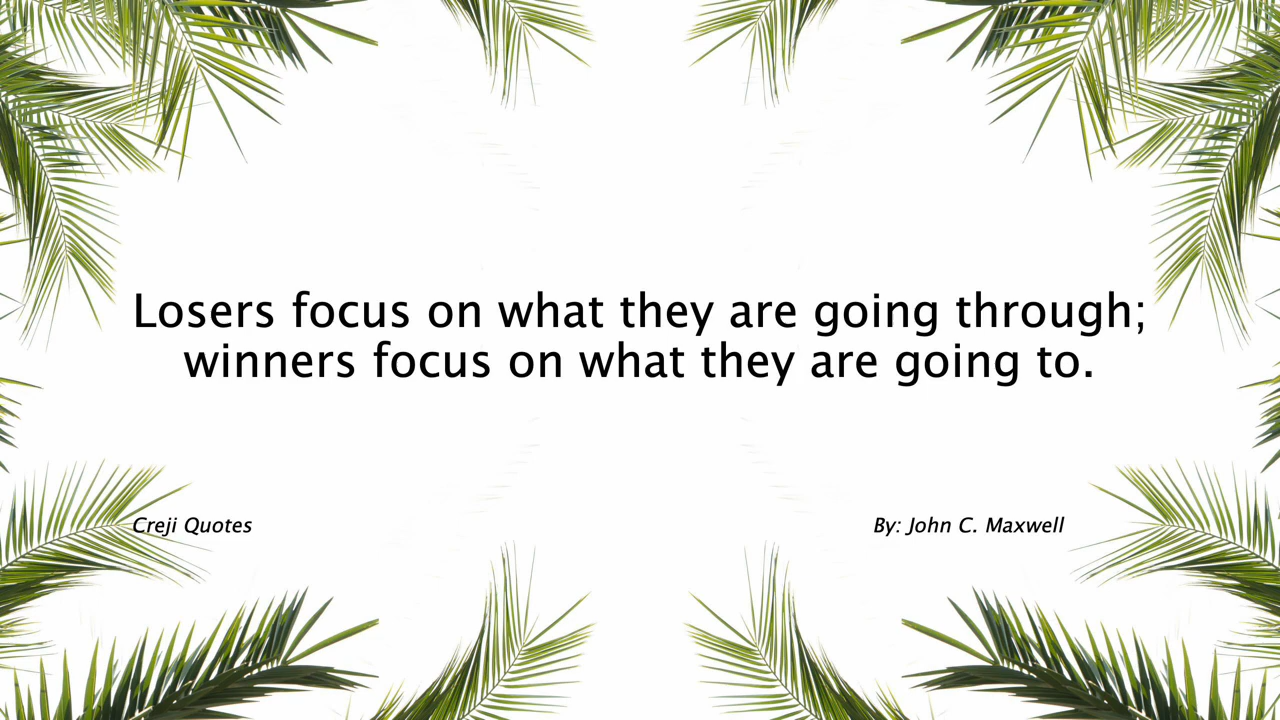 Losers focus on what they are going through;
winners focus on what they are going to.
Creji Quotes
By: John C. Maxwell